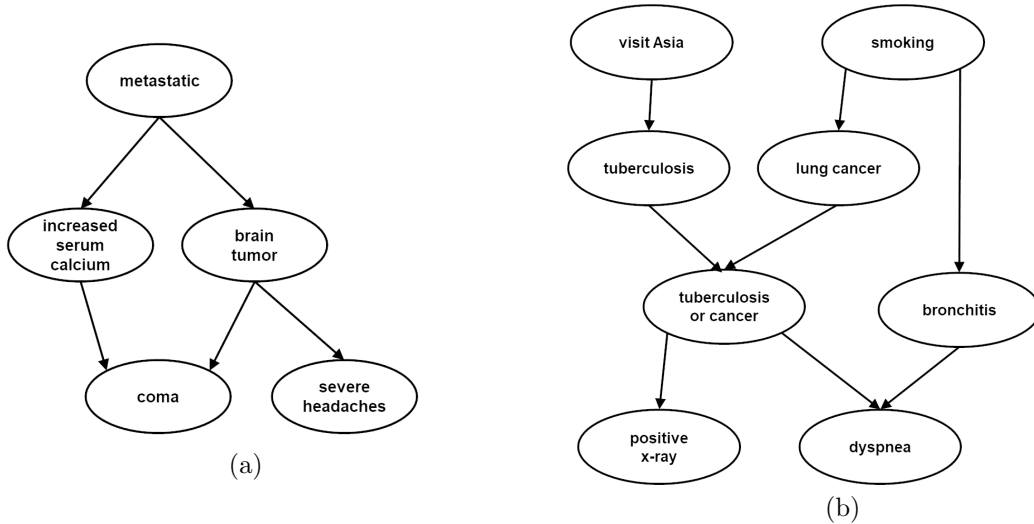 metastatic
increased
serum
calcium
brain
tumor
coma
severe
headaches
(a)
visit Asia
smoking
tuberculosis
lung cancer
tuberculosis
or cancer
bronchitis
positive
x-ray
dyspnea
(b)